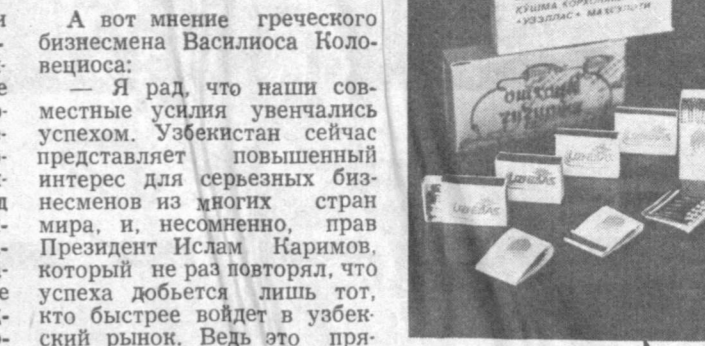 А вот мнение греческого
бизнесмена Василиоса Коло-
вециоса:
— Я рад, что наши сов-
местные усилия увенчались
успехом. Узбекистан сейчас
представляет повышенный
интерес для серьезных биз-
несменов из многих стран
мира, и, несомненно, прав
Президент Ислам Каримов,
который не раз повторял, что
успеха добьется лишь тот,
кто быстрее войдет в узбек-
ский рынок. Ведь это пря-
ҚЎШМА
«УЗЭЛЛАС»